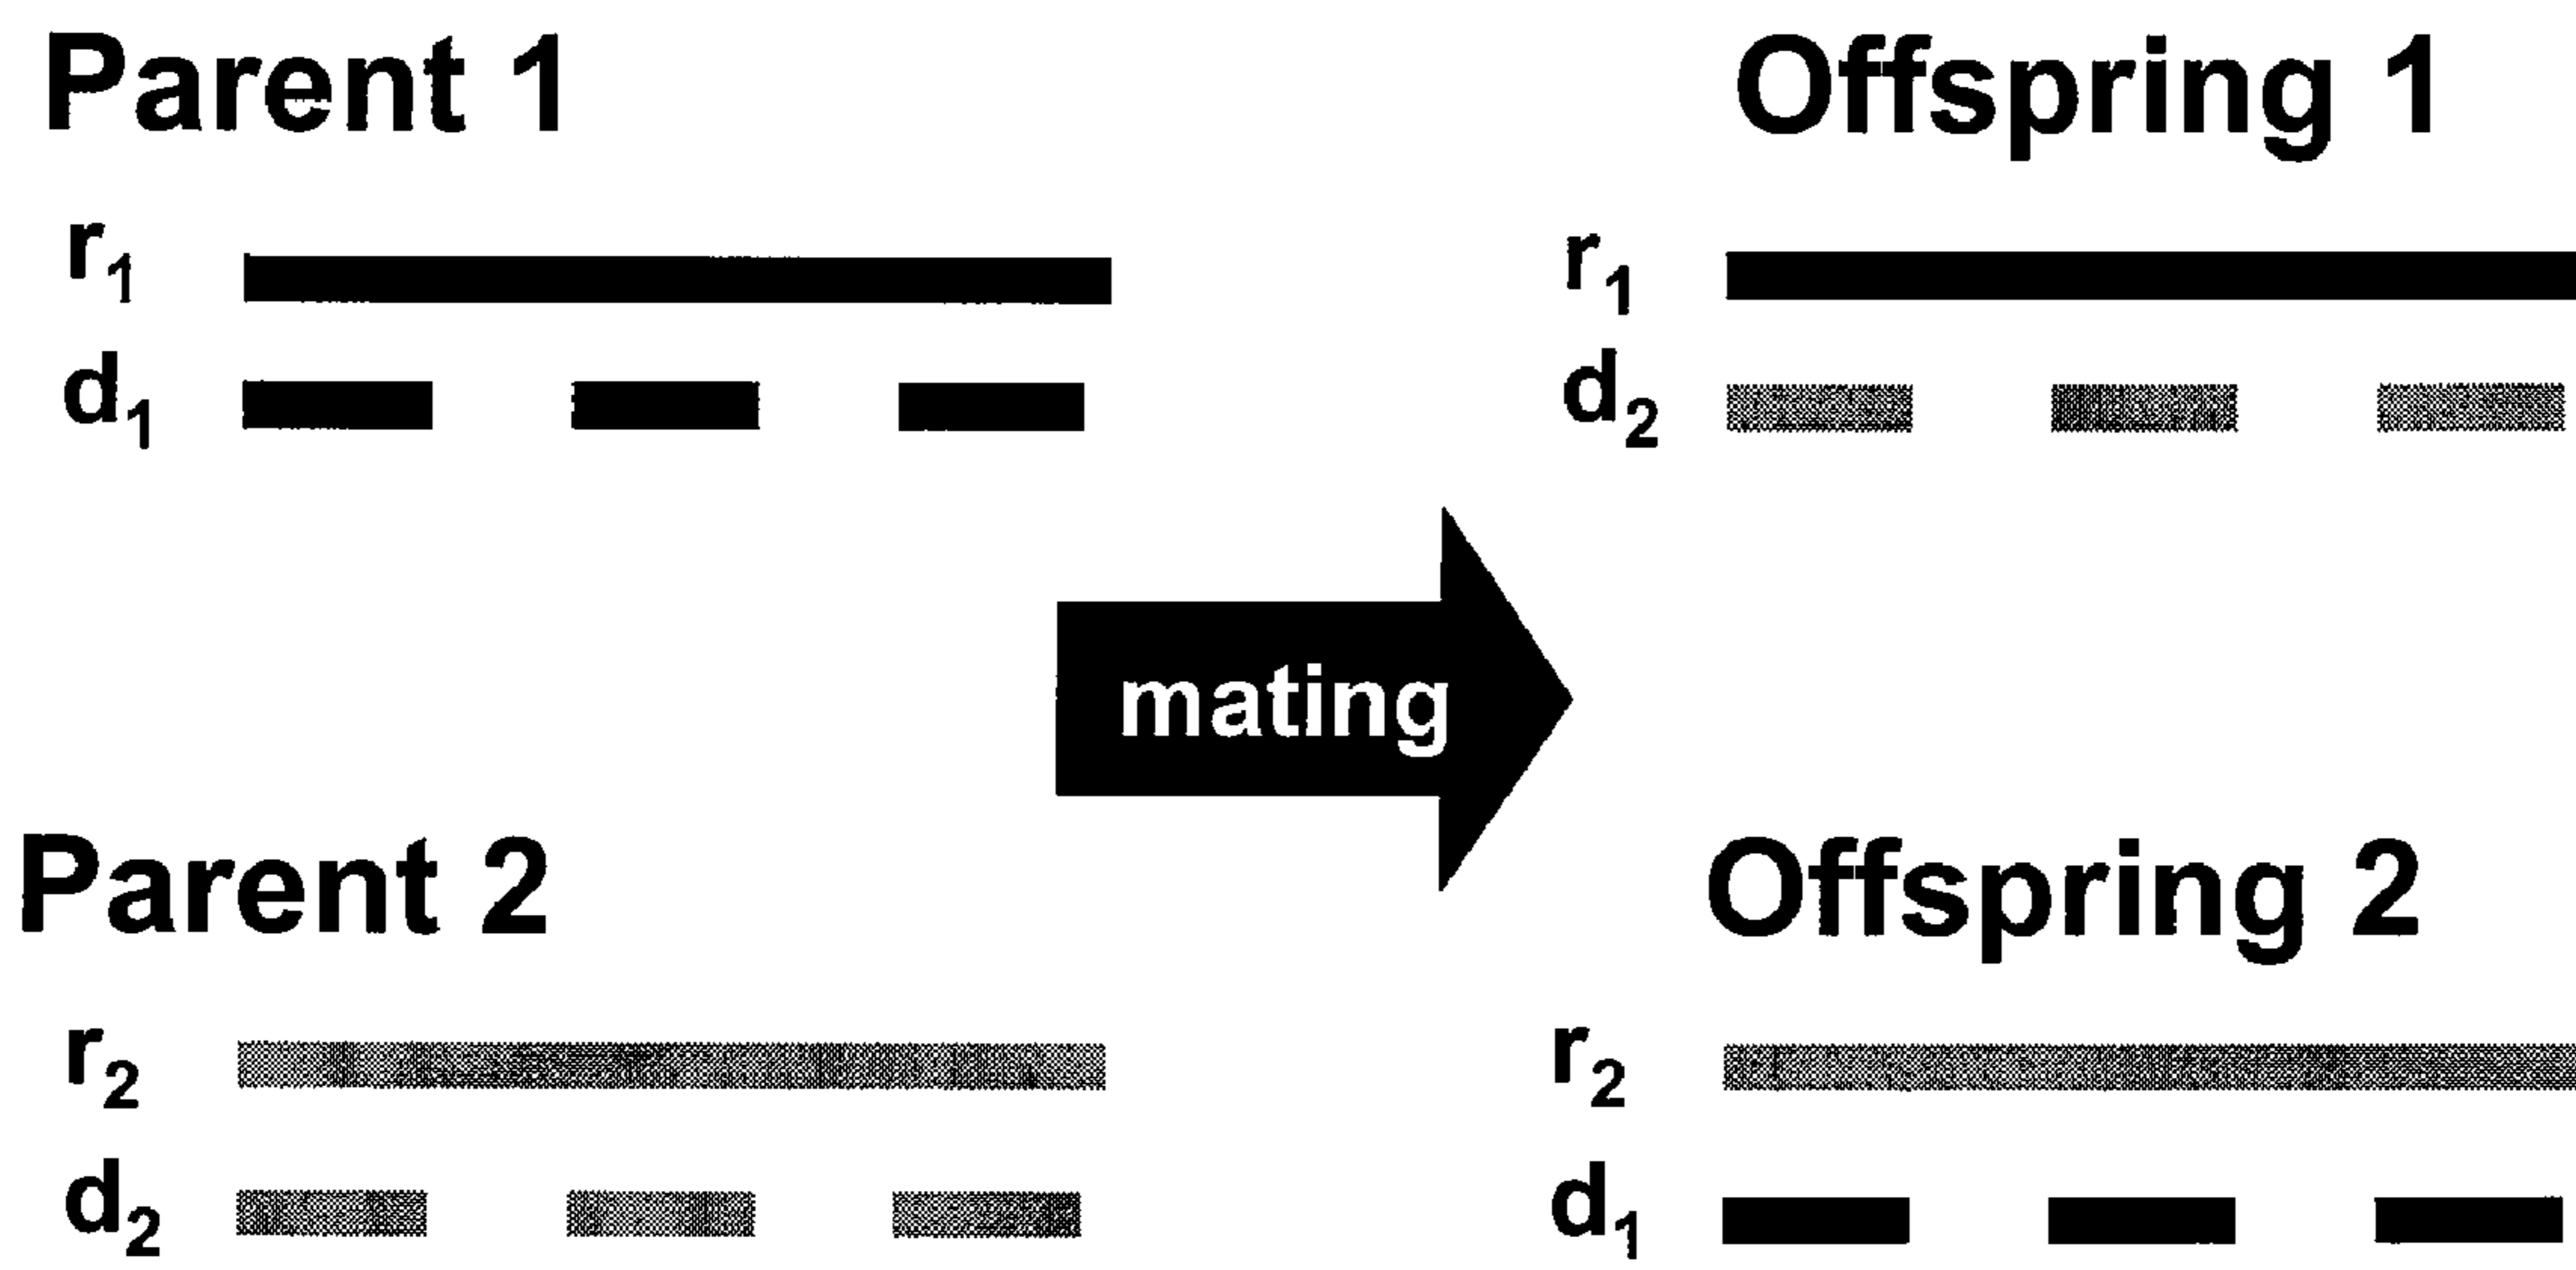 Parent 1
r₁
d₁
Parent 2
r₂
d₂
mating
Offspring 1
r₁
d₂
Offspring 2
r₂
d₁